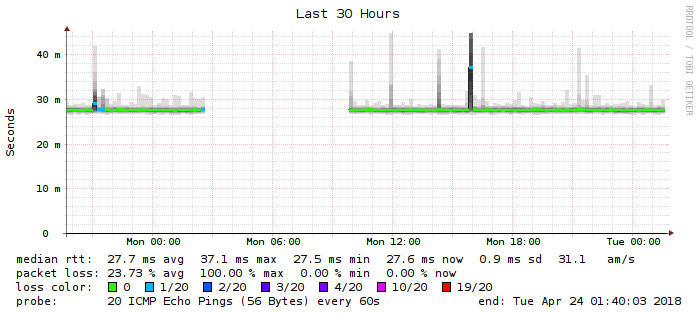 Last 30 Hours
RRDTOOL / TOBI OETIKER
Seconds
40 m
30 m
20 m
10 m
0
Mon 00:00 Mon 06:00 Mon 12:00 Mon 18:00 Tue 00:00
median rtt: 27.7 ms avg 37.1 ms max 27.5 ms min 27.6 ms now 0.9 ms sd 31.1 am/s
packet loss: 23.73 % avg 100.00 % max 0.00 % min 0.00 % now
loss color: 0 1/20 2/20 3/20 4/20 10/20 19/20
probe: 20 ICMP Echo Pings (56 Bytes) every 60s end: Tue Apr 24 01:40:03 2018